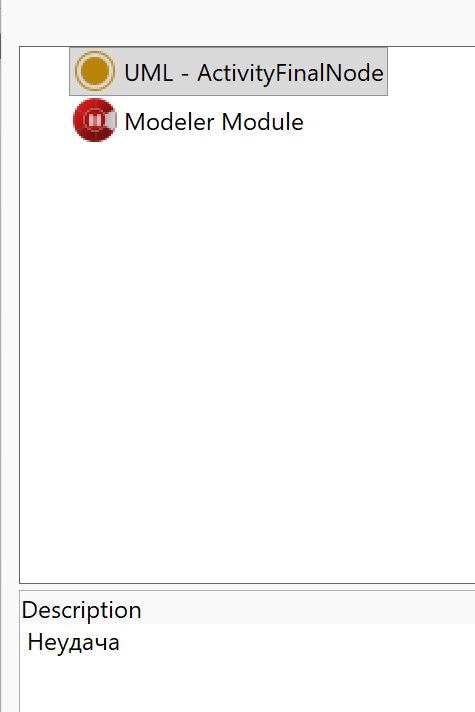 UML - ActivityFinalNode
Modeler Module
Description
Неудача